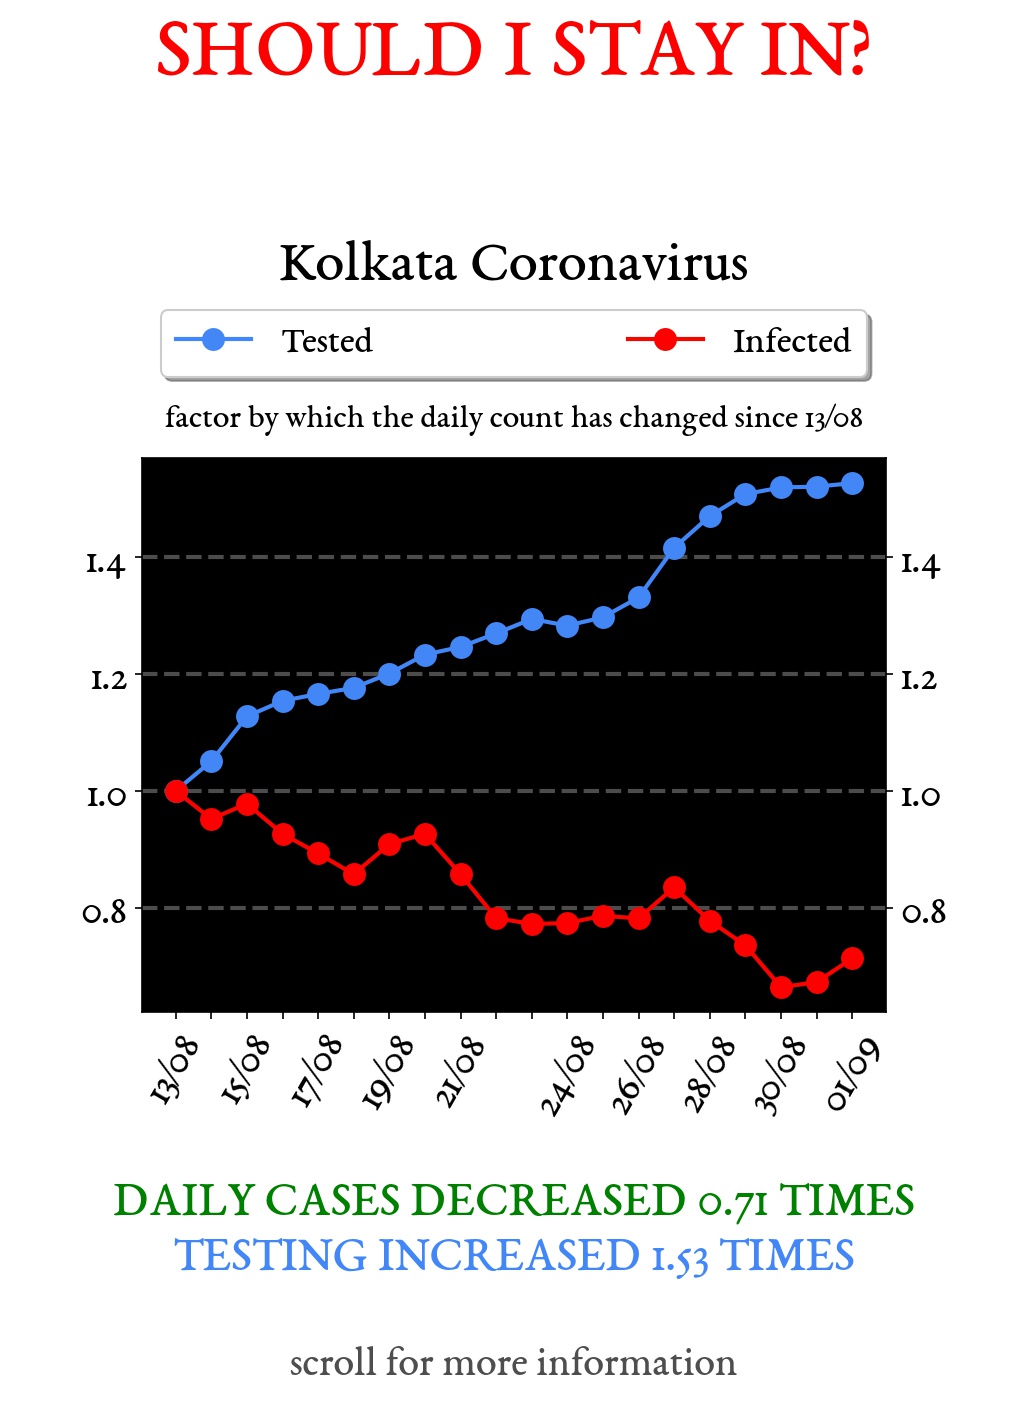 SHOULD I STAY IN?
Kolkata Coronavirus
Tested Infected
factor by which the daily count has changed since 13/08
1.4 1.4
1.2 1.2
1.0 1.0
0.8 0.8
13/08 15/08 17/08 19/08 21/08 24/08 26/08 28/08 30/08 01/09
DAILY CASES DECREASED 0.71 TIMES
TESTING INCREASED 1.53 TIMES
scroll for more information